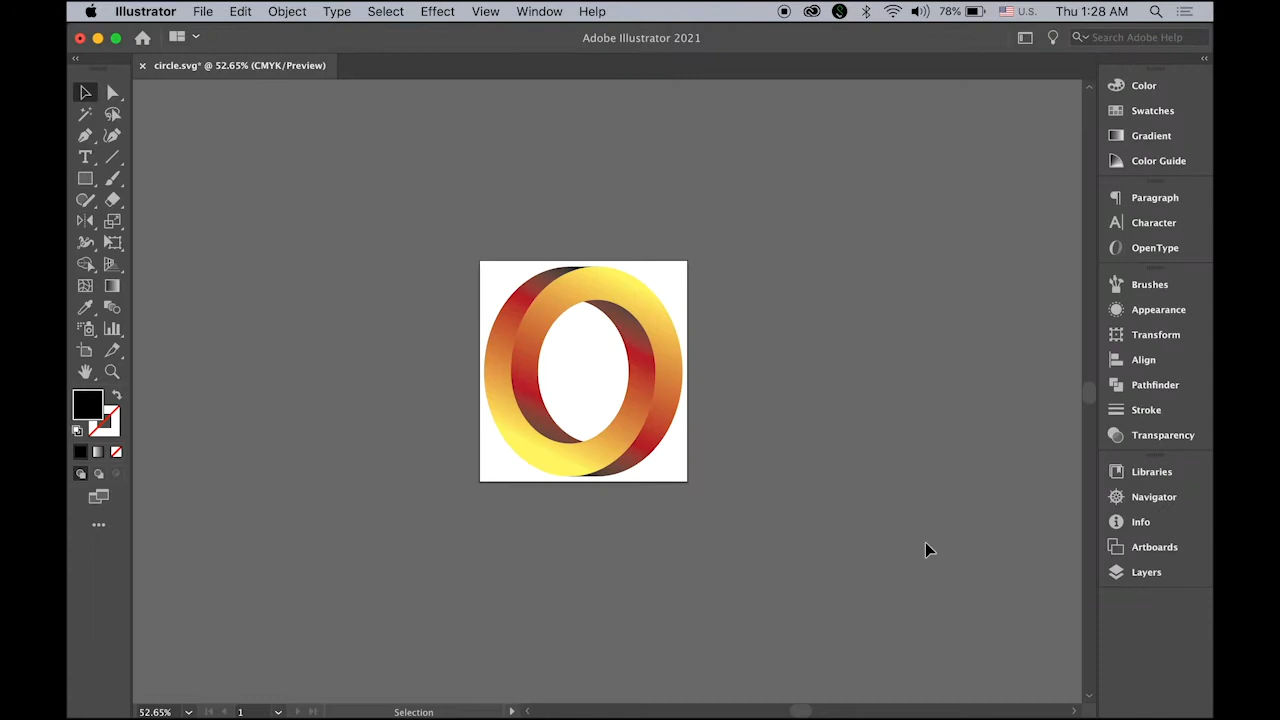 Illustrator File Edit Object Type Select Effect View Window Help 78% U.S. Thu 1:28 AM
Adobe Illustrator 2021 Search Adobe Help
circle.svg* @ 52.65% (CMYK/Preview)
Color
Swatches
Gradient
Color Guide
Paragraph
Character
OpenType
Brushes
Appearance
Transform
Align
Pathfinder
Stroke
Transparency
Libraries
Navigator
Info
Artboards
Layers
52.65% 1 Selection